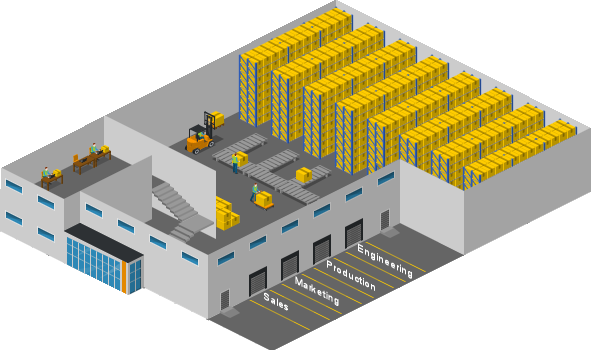 Engineering
Production
Marketing
Sales